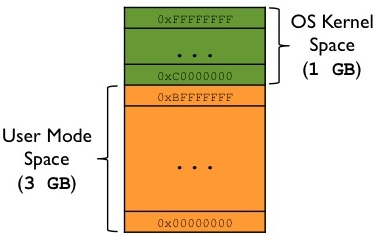 0xFFFFFFFF
...
0xC0000000
OS Kernel
Space
(1 GB)
0xBFFFFFFF
User Mode
Space
(3 GB)
...
0x00000000